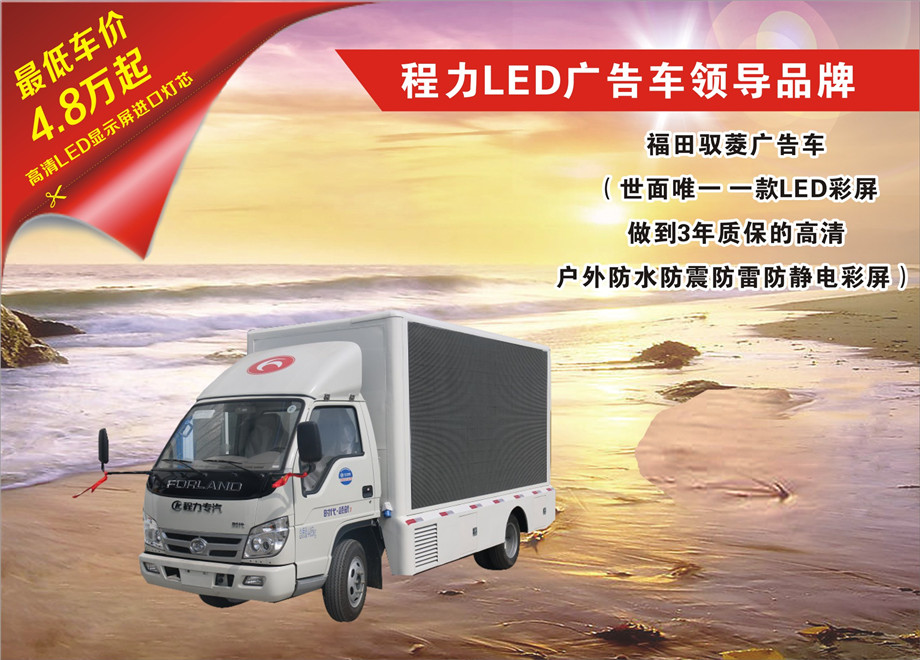 最低车价
4.8万起
高清LED显示屏进口灯芯
程力LED广告车领导品牌
福田驭菱广告车
（世面唯一一款LED彩屏
做到3年质保的高清
户外防水防震防雷防静电彩屏）
FORLAND
程力专汽